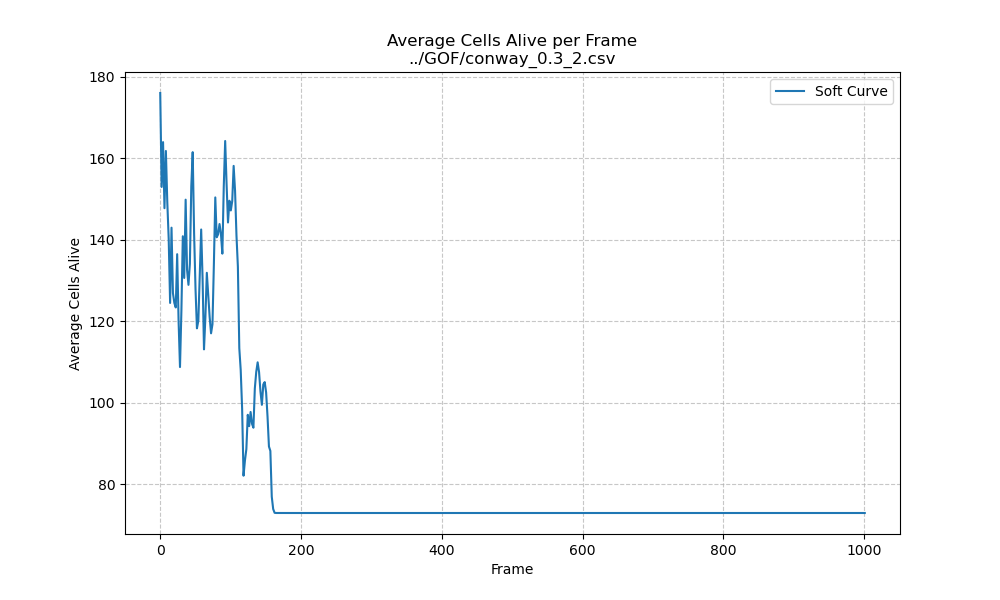 Average Cells Alive per Frame
../GOF/conway_0.3_2.csv
Soft Curve
Average Cells Alive
180
160
140
120
100
80
0
200
400
600
800
1000
Frame